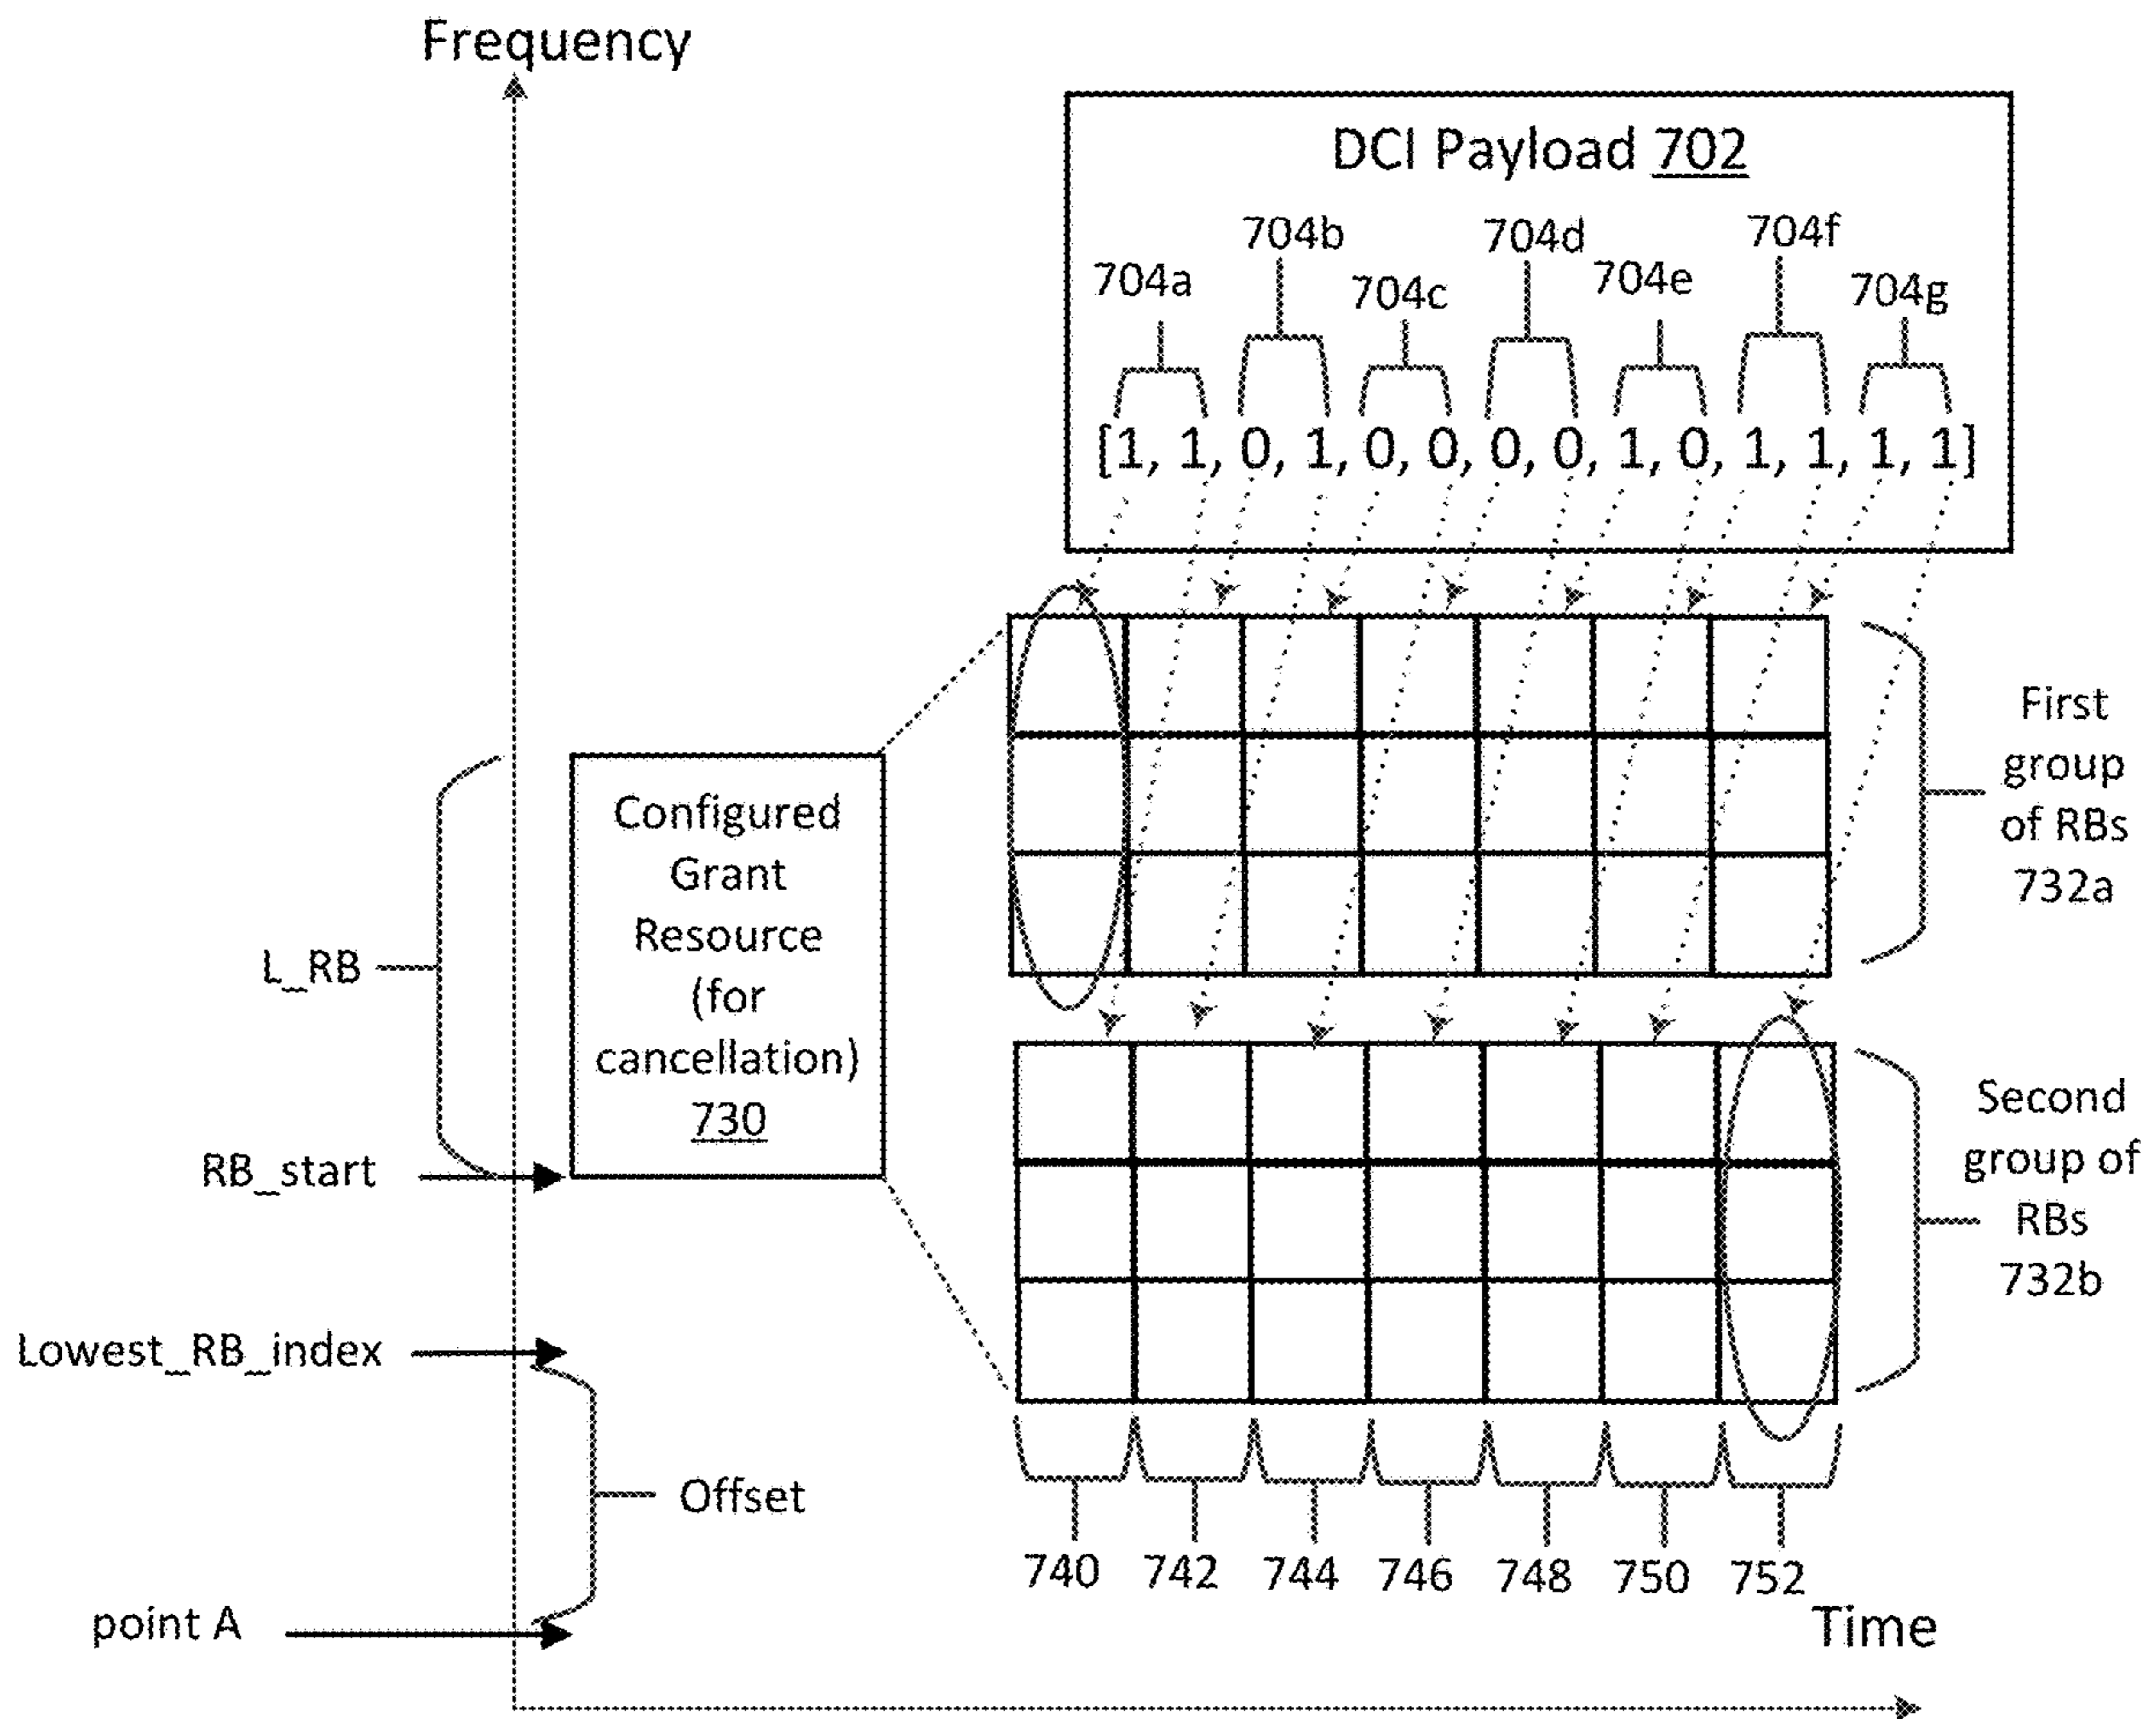 Frequency
DCI Payload 702
704b 704d 704f
704a 704c 704e 704g
[1, 1, 0, 1, 0, 0, 0, 0, 1, 0, 1, 1, 1, 1]
First
group
of RBs
732a
Configured
Grant
Resource
(for
cancellation)
730
L_RB
RB_start
Second
group of
RBs
732b
Lowest_RB_index
Offset
740 742 744 746 748 750 752
point A
Time